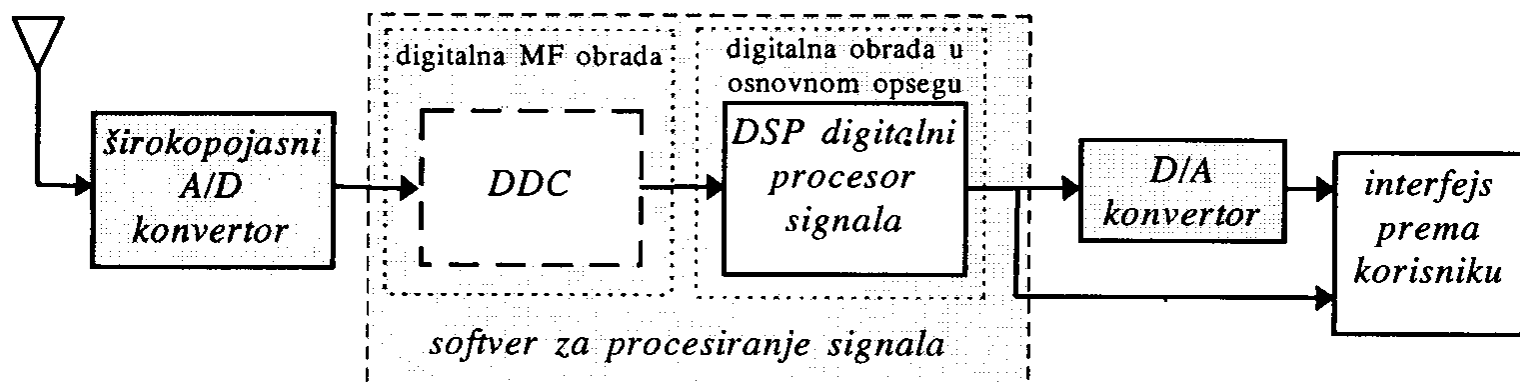 širokopojasni
A/D
konvertor
digitalna MF obrada
DDC
digitalna obrada u
osnovnom opsegu
DSP digitalni
procesor
signala
softver za procesiranje signala
D/A
konvertor
interfejs
prema
korisniku